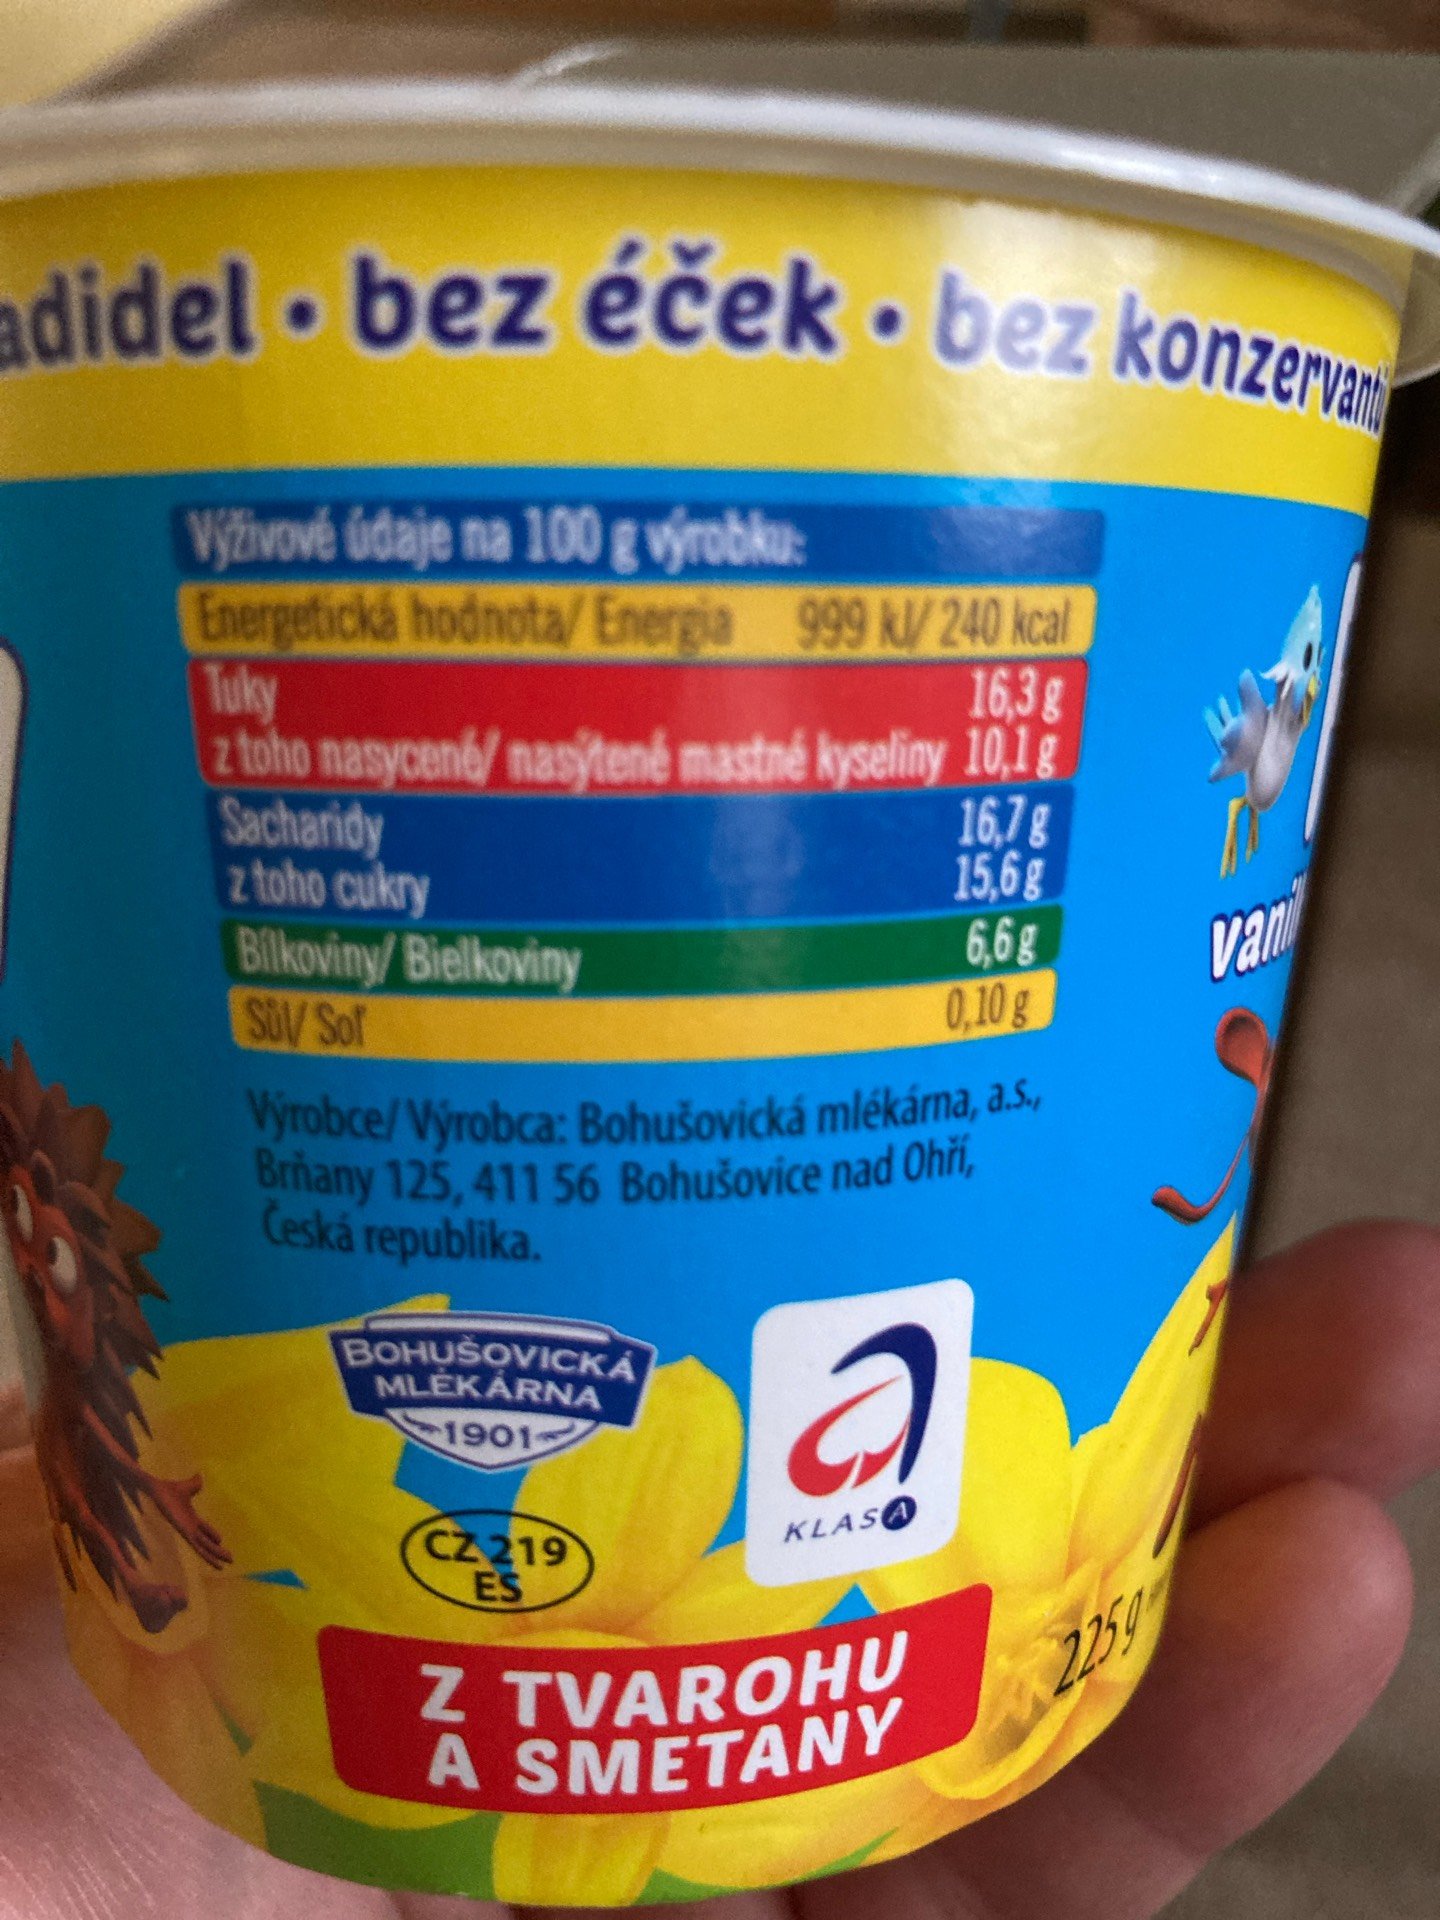 adidel • bez éček • bez konzervantů
Výživové údaje na 100 g výrobku:
Energetická hodnota/ Energia 999 kJ/ 240 kcal
Tuky 16,3 g
z toho nasycené/ nasýtené mastné kyseliny 10,1 g
Sacharidy 16,7 g
z toho cukry 15,6 g
Bílkoviny/ Bielkoviny 6,6 g
Sůl/ Soľ 0,10 g
vanil
Výrobce/ Výrobca: Bohušovická mlékárna, a.s.,
Brňany 125, 411 56 Bohušovice nad Ohří,
Česká republika.
BOHUŠOVICKÁ
MLÉKÁRNA
1901
KLASA
CZ 219
ES
225 g
Z TVAROHU
A SMETANY